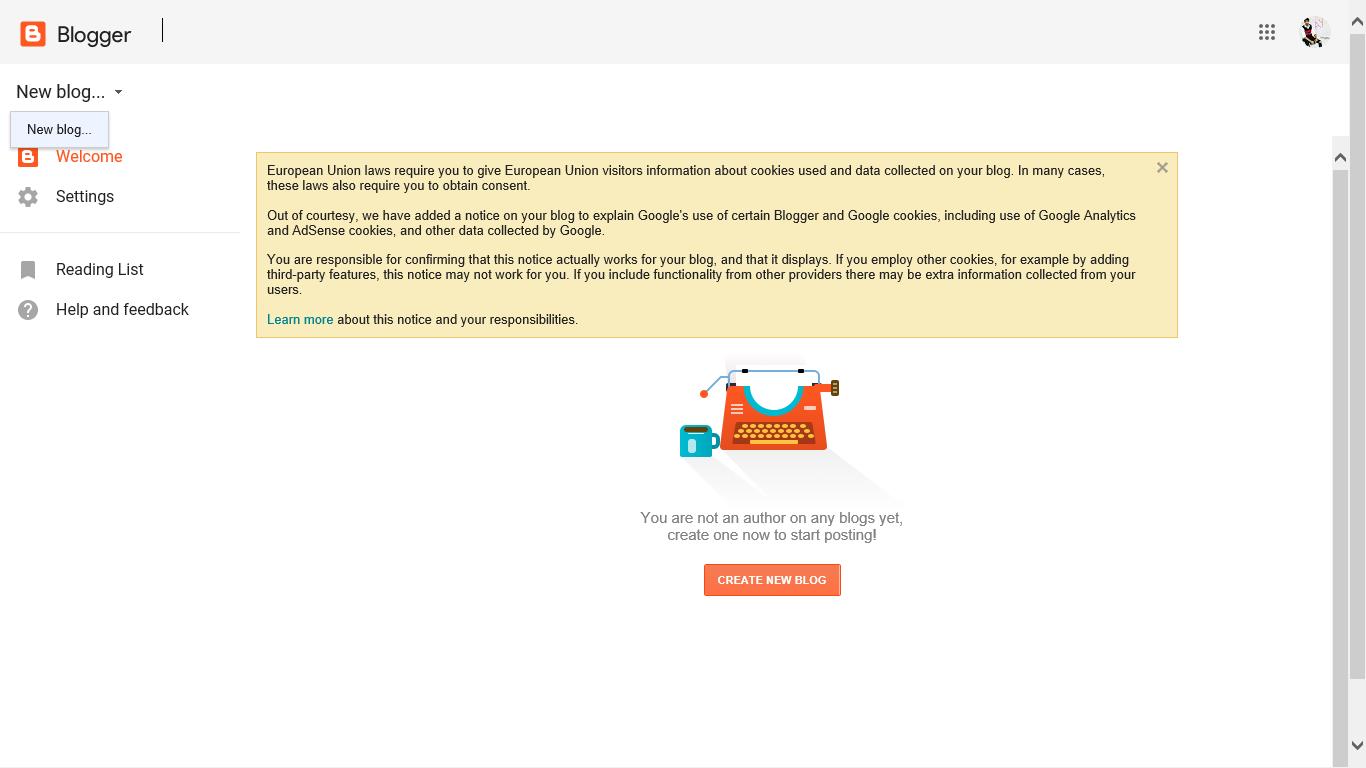 Blogger
New blog...
New blog...
Welcome
Settings
Reading List
Help and feedback
European Union laws require you to give European Union visitors information about cookies used and data collected on your blog. In many cases,
these laws also require you to obtain consent.
Out of courtesy, we have added a notice on your blog to explain Google's use of certain Blogger and Google cookies, including use of Google Analytics
and AdSense cookies, and other data collected by Google.
You are responsible for confirming that this notice actually works for your blog, and that it displays. If you employ other cookies, for example by adding
third-party features, this notice may not work for you. If you include functionality from other providers there may be extra information collected from your
users.
Learn more about this notice and your responsibilities.
You are not an author on any blogs yet,
create one now to start posting!
CREATE NEW BLOG